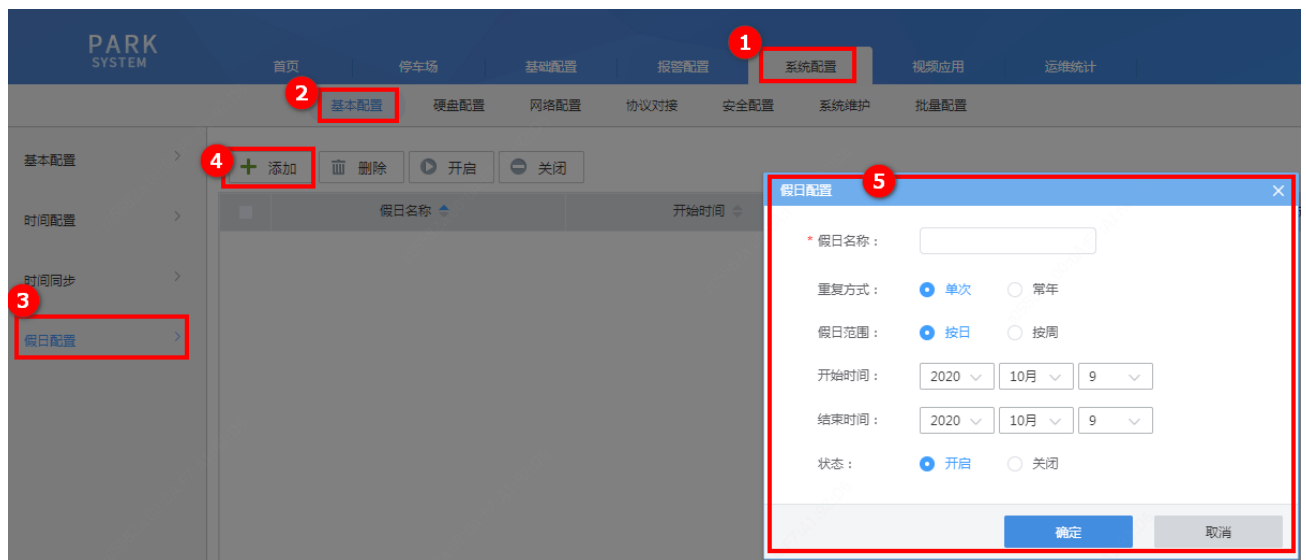 PARK
SYSTEM
首页 停车场 基础配置 报警配置 1 系统配置 视频应用 运维统计
2 基本配置 硬盘配置 网络配置 协议对接 安全配置 系统维护 批量配置
基本配置
时间配置
时间同步
3
假日配置
4 添加 删除 开启 关闭
假日名称 开始时间
假日配置 5
* 假日名称：
重复方式： 单次 常年
假日范围： 按日 按周
开始时间： 2020 10月 9
结束时间： 2020 10月 9
状态： 开启 关闭
确定 取消